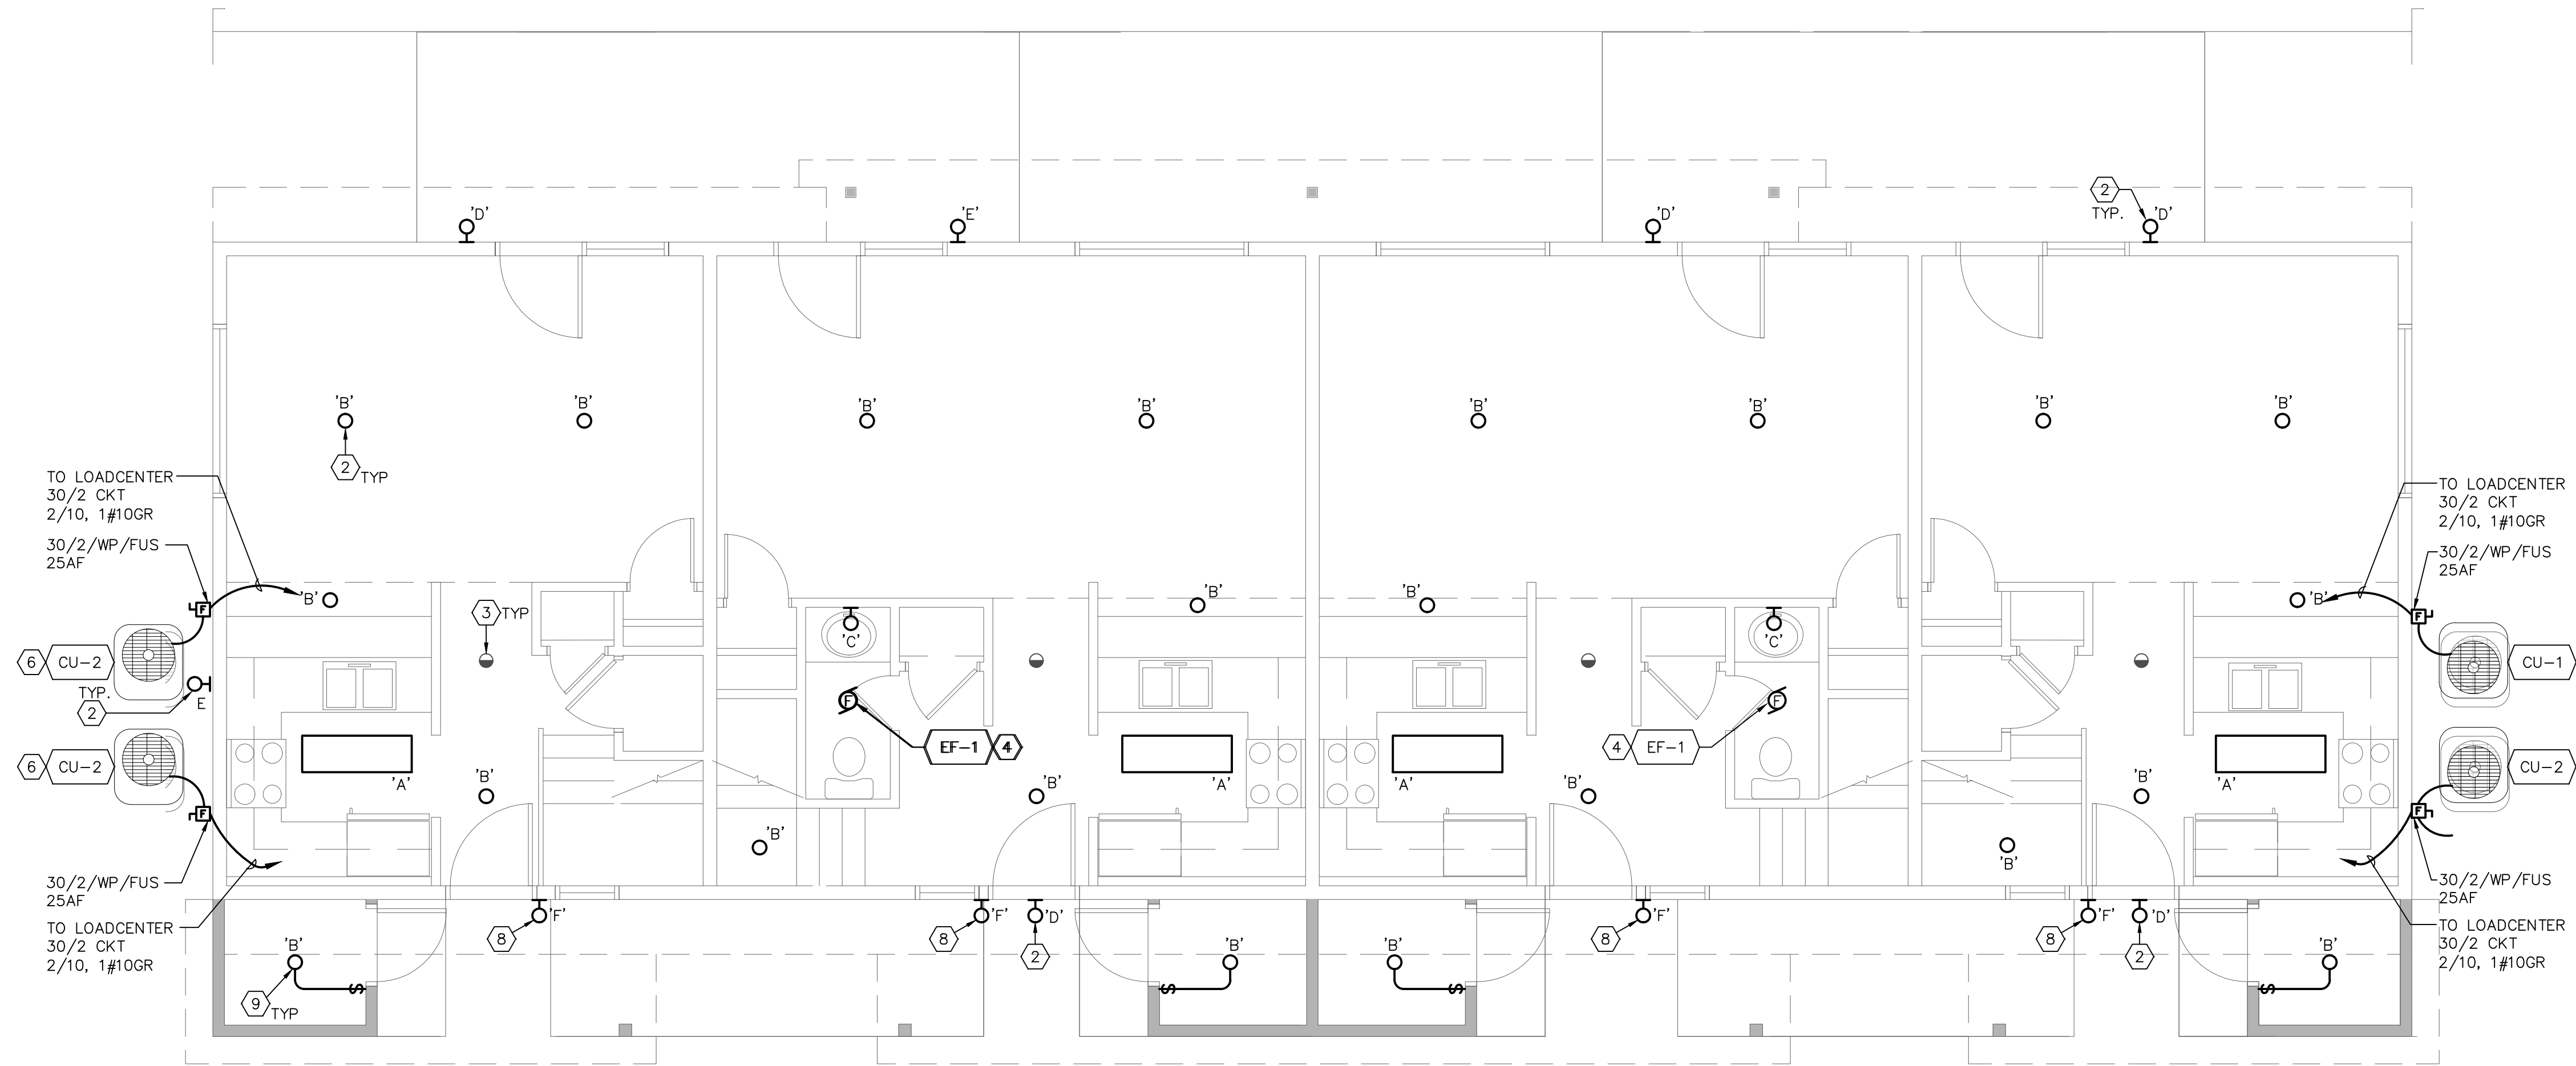 2
TYP.
'D'
'E'
'D'
'D'
'B'
'B'
'B'
'B'
'B'
'B'
'B'
'B'
2
TYP
TO LOADCENTER
30/2 CKT
2/10, 1#10GR
30/2/WP/FUS
25AF
TO LOADCENTER
30/2 CKT
2/10, 1#10GR
30/2/WP/FUS
25AF
F
'B'
3
TYP
'B'
'B'
'B'
F
'C'
'C'
6
CU-2
TYP.
2
E
F
F
CU-1
EF-1
4
4
EF-1
6
CU-2
'A'
'B'
'B'
'A'
'A'
'B'
'B'
'A'
CU-2
F
F
'B'
'B'
30/2/WP/FUS
25AF
TO LOADCENTER
30/2 CKT
2/10, 1#10GR
30/2/WP/FUS
25AF
TO LOADCENTER
30/2 CKT
2/10, 1#10GR
'F'
8
'F'
8
'D'
2
'F'
8
'F'
8
'D'
2
'B'
9
TYP
S
'B'
S
'B'
S
'B'
S